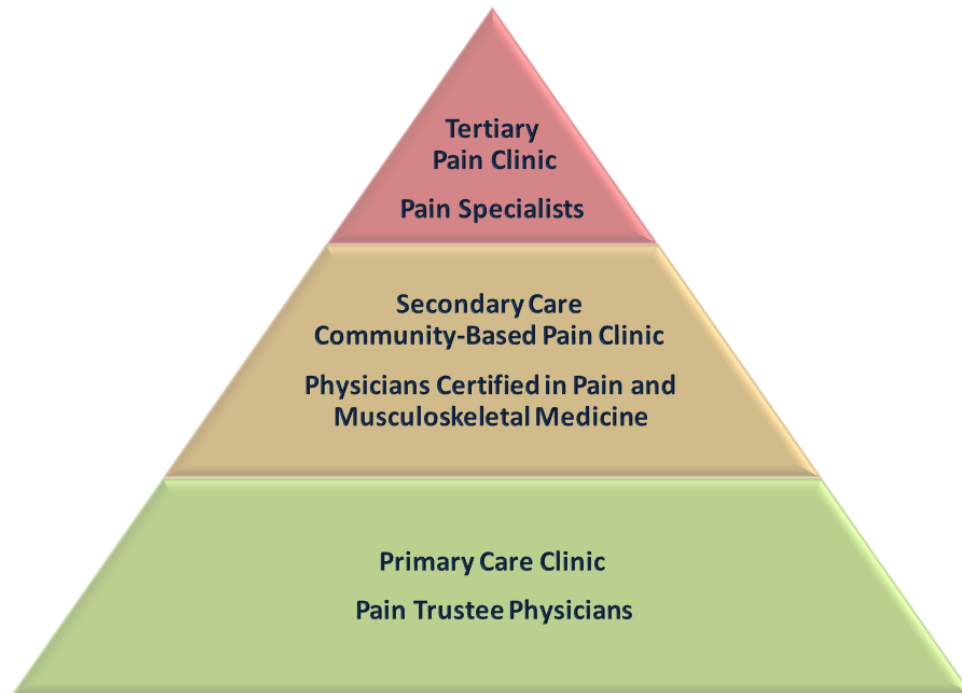 Tertiary
Pain Clinic
Pain Specialists
Secondary Care
Community-Based Pain Clinic
Physicians Certified in Pain and
Musculoskeletal Medicine
Primary Care Clinic
Pain Trustee Physicians